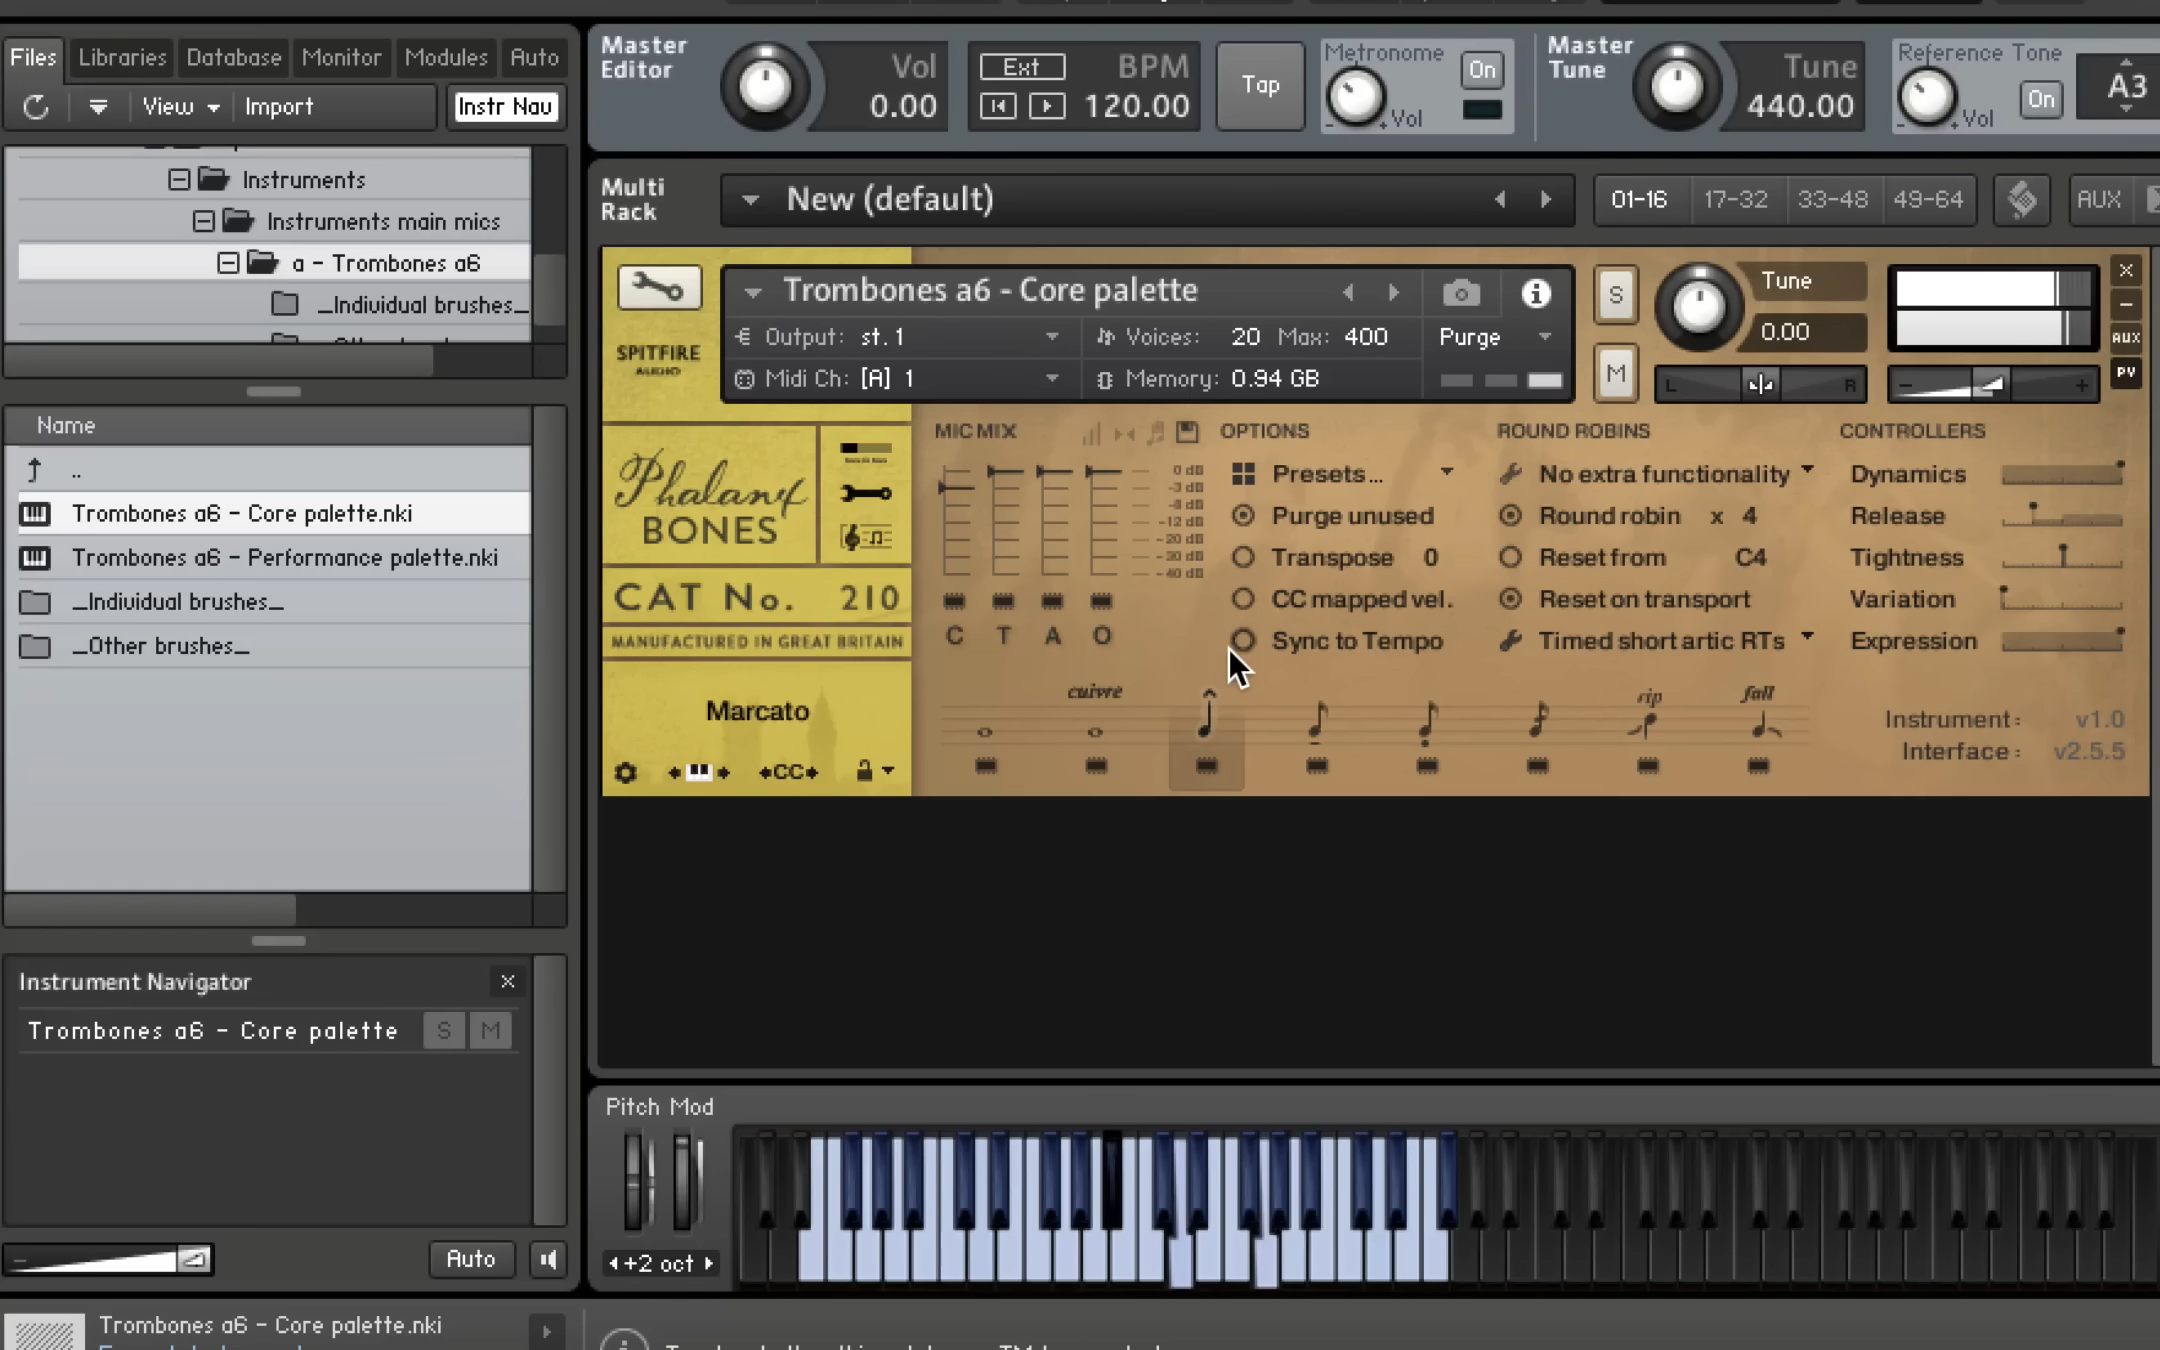 Files Libraries Database Monitor Modules Auto
View Import Instr Nau
Instruments
Instruments main mics
a - Trombones a6
_Individual brushes_
Name
..
Trombones a6 - Core palette.nki
Trombones a6 - Performance palette.nki
_Individual brushes_
_Other brushes_
Instrument Navigator ×
Trombones a6 - Core palette S M
Auto
Trombones a6 - Core palette.nki
Master Editor
Vol
0.00
Ext BPM
120.00
Tap
Metronome
On
- + Vol
Master Tune
Tune
440.00
Reference Tone
On
- + Vol
A3
Multi Rack
New (default)
01-16 17-32 33-48 49-64
AUX
Trombones a6 - Core palette
Output: st. 1 Voices: 20 Max: 400 Purge
Midi Ch: [A] 1 Memory: 0.94 GB
S
M
Tune
0.00
L R
- +
×
-
AUX
PV
SPITFIRE
AUDIO
Phalanx
BONES
CAT No. 210
MANUFACTURED IN GREAT BRITAIN
Marcato
CC
MIC MIX
0 dB
-3 dB
-8 dB
-12 dB
-20 dB
-30 dB
-40 dB
C T A O
OPTIONS
Presets...
Purge unused
Transpose 0
CC mapped vel.
Sync to Tempo
ROUND ROBINS
No extra functionality
Round robin x 4
Reset from C4
Reset on transport
Timed short artic RTs
CONTROLLERS
Dynamics
Release
Tightness
Variation
Expression
cuivre rip fall
Instrument: v1.0
Interface: v2.5.5
Pitch Mod
+2 oct